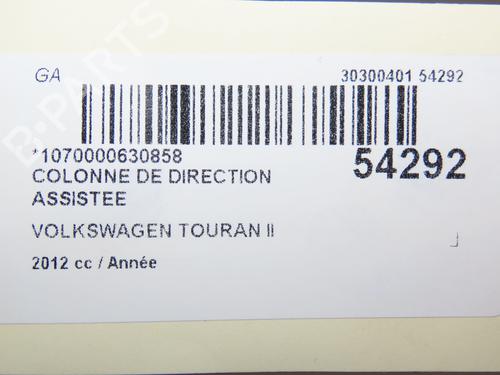 GA 30300401 54292
*1070000630858 54292
COLONNE DE DIRECTION
ASSISTEE
VOLKSWAGEN TOURAN II
2012 cc / Année
B-PARTS